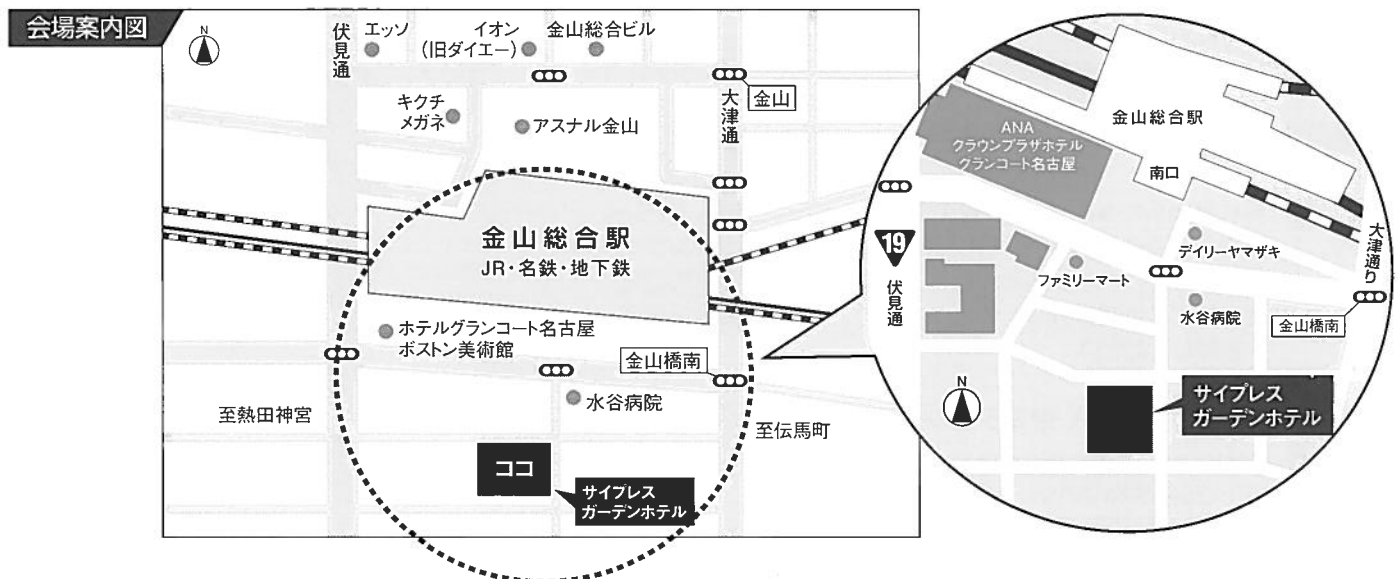 会場案内図
N
伏見通
エッソ
イオン
(旧ダイエー)
金山総合ビル
金山
大津通
キクチ
メガネ
アスナル金山
金山総合駅
JR・名鉄・地下鉄
ホテルグランコート名古屋
ボストン美術館
金山橋南
水谷病院
至熱田神宮
至伝馬町
ココ
サイプレス
ガーデンホテル
金山総合駅
ANA
クラウンプラザホテル
グランコート名古屋
南口
19
伏見通
デイリーヤマザキ
ファミリーマート
大津通り
水谷病院
金山橋南
N
サイプレス
ガーデンホテル